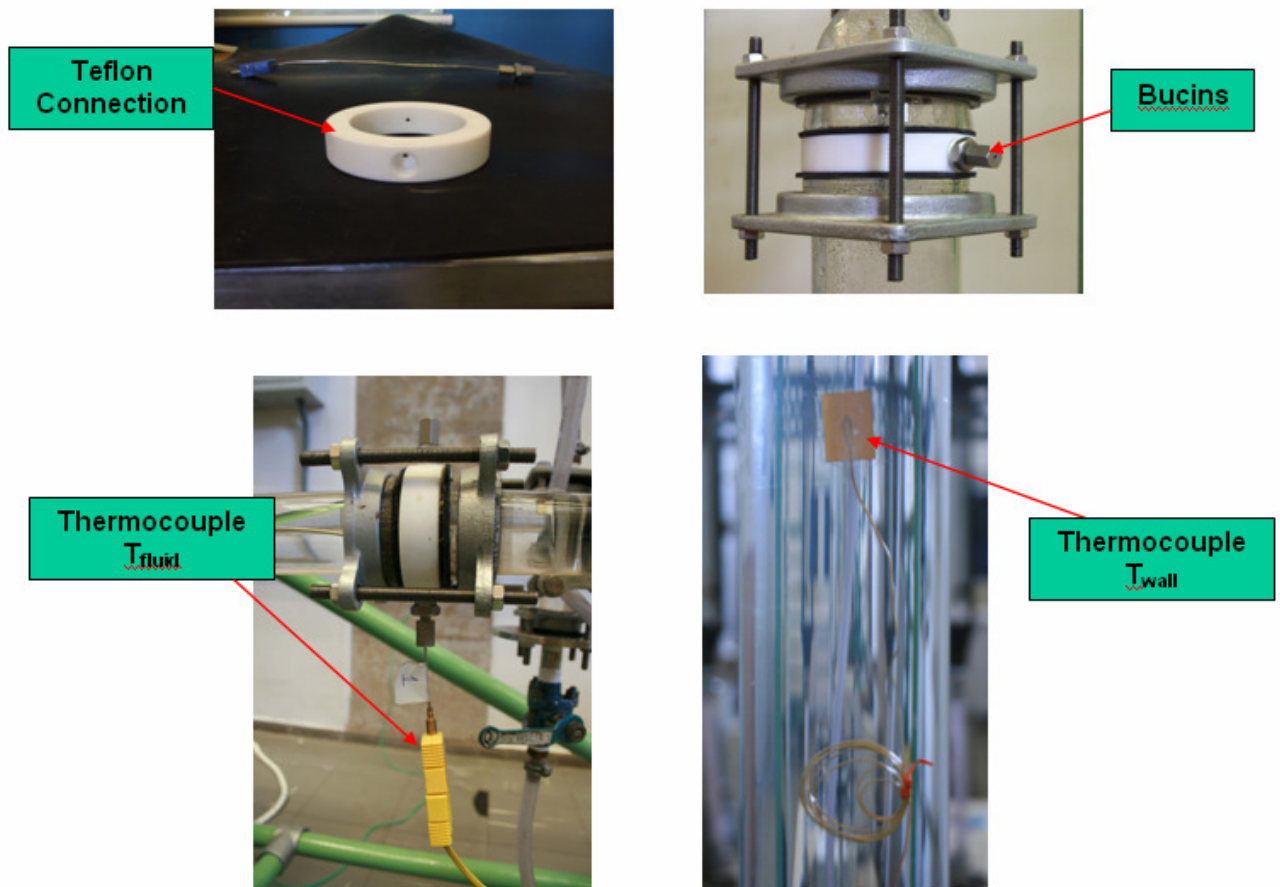 Teflon
Connection
Bucins
Thermocouple
Tfluid
Thermocouple
Twall